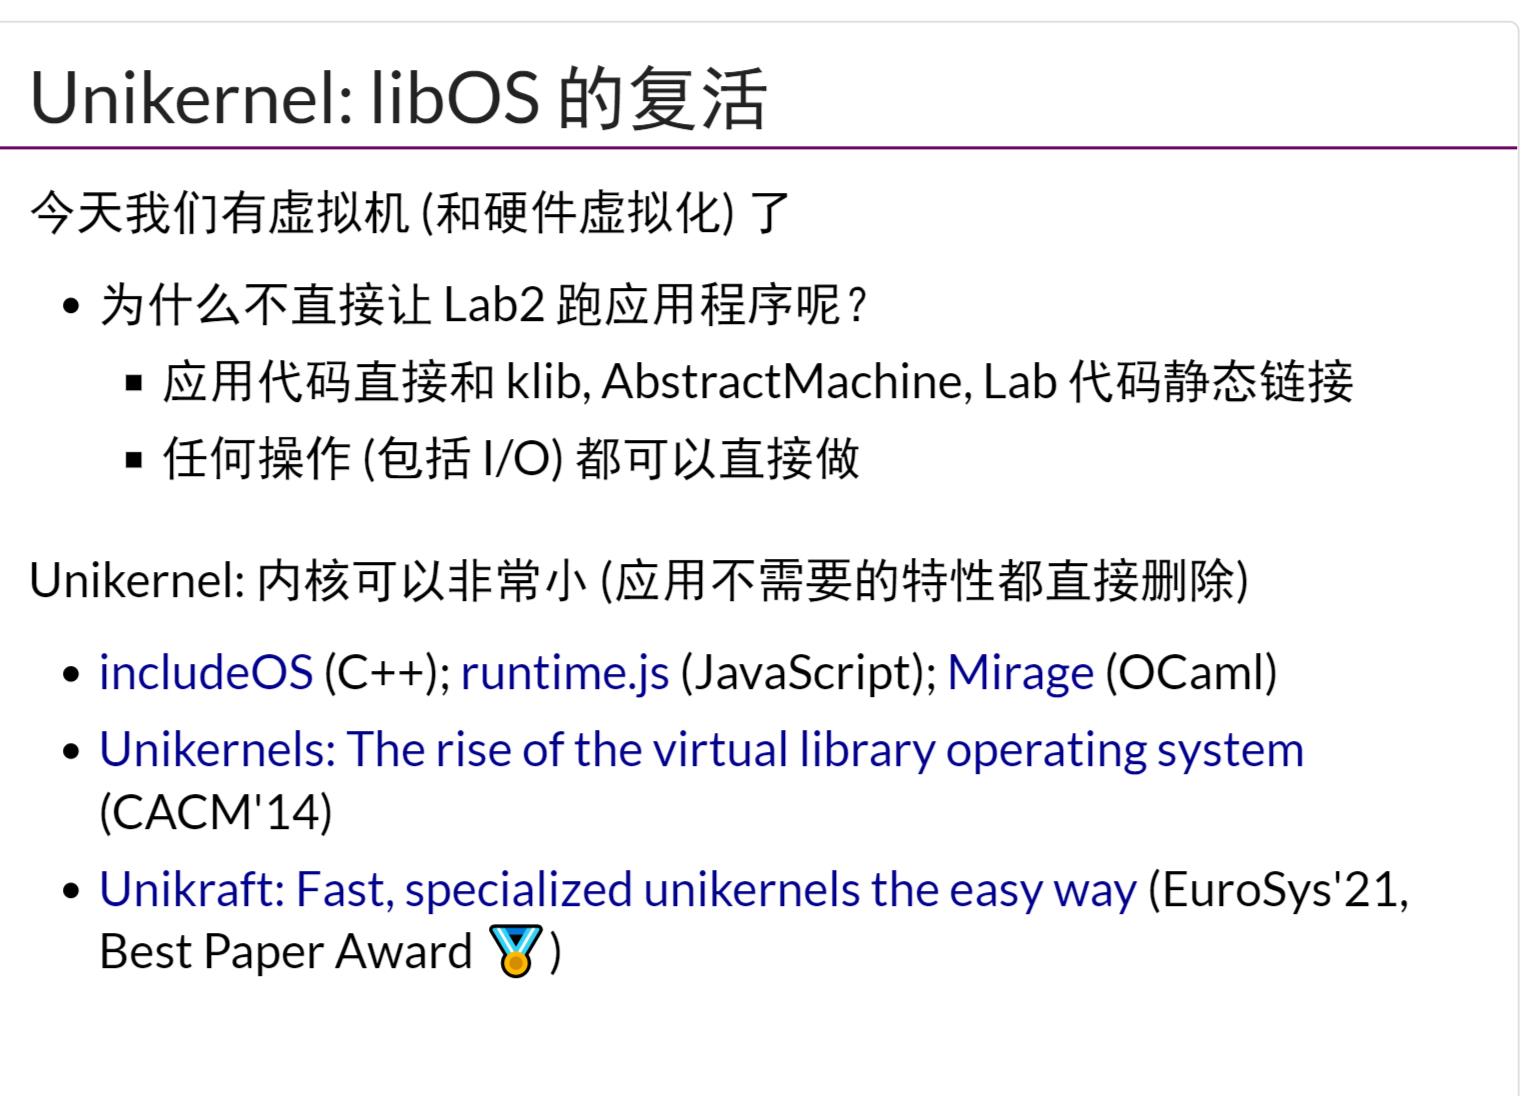 Unikernel: libOS 的复活
今天我们有虚拟机 (和硬件虚拟化) 了
• 为什么不直接让 Lab2 跑应用程序呢？
▪ 应用代码直接和 klib, AbstractMachine, Lab 代码静态链接
▪ 任何操作 (包括 I/O) 都可以直接做
Unikernel: 内核可以非常小 (应用不需要的特性都直接删除)
• includeOS (C++); runtime.js (JavaScript); Mirage (OCaml)
• Unikernels: The rise of the virtual library operating system
(CACM'14)
• Unikraft: Fast, specialized unikernels the easy way (EuroSys'21,
Best Paper Award 🏅)